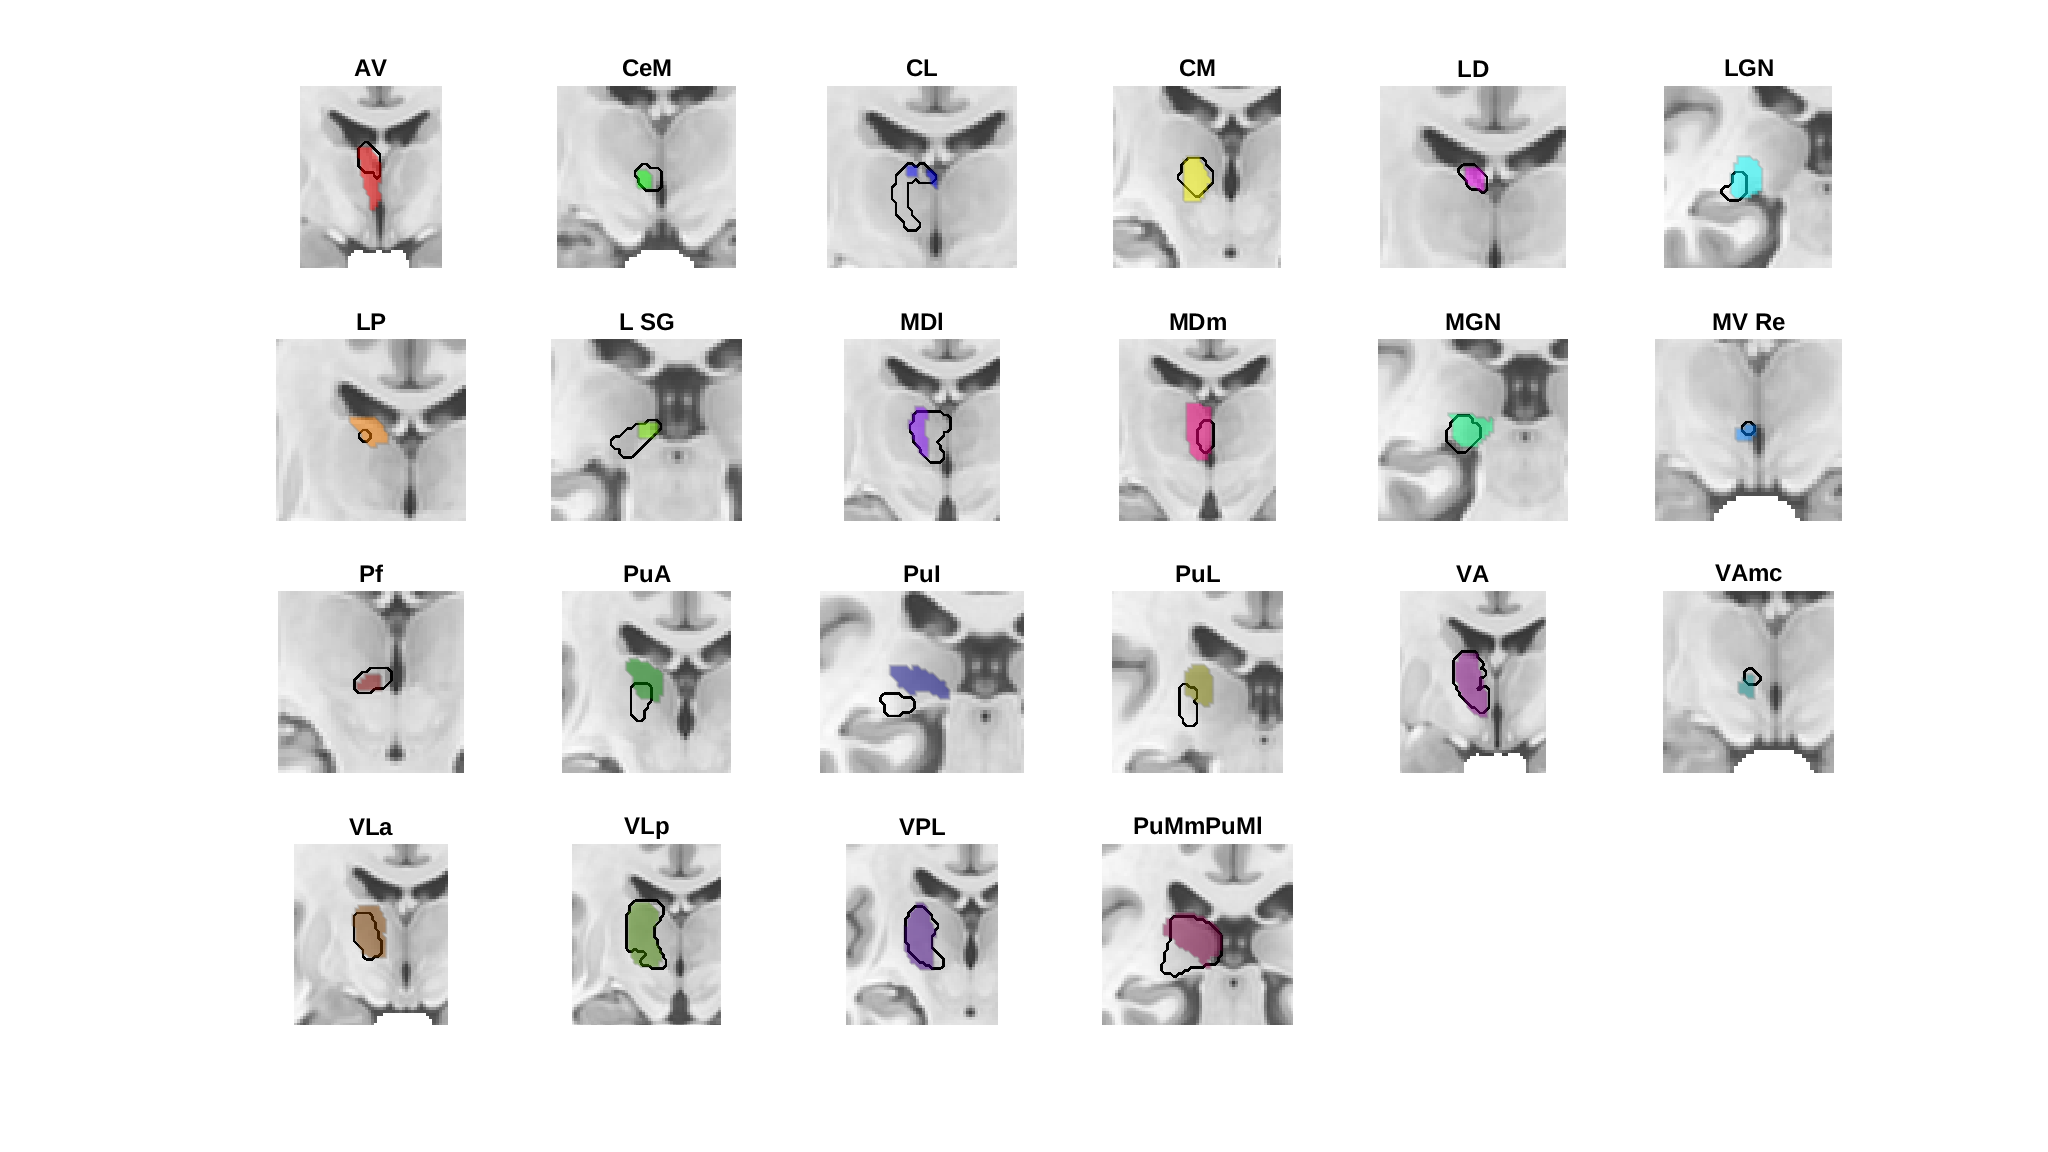 AV CeM CL CM LD LGN
LP L SG MDl MDm MGN MV Re
Pf PuA PuI PuL VA VAmc
VLa VLp VPL PuMmPuMl